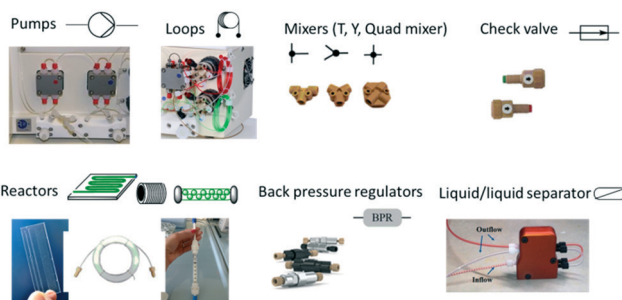 Pumps
Loops
Mixers (T, Y, Quad mixer)
Check valve
Reactors
Back pressure regulators
Liquid/liquid separator
BPR
Outflow
Inflow